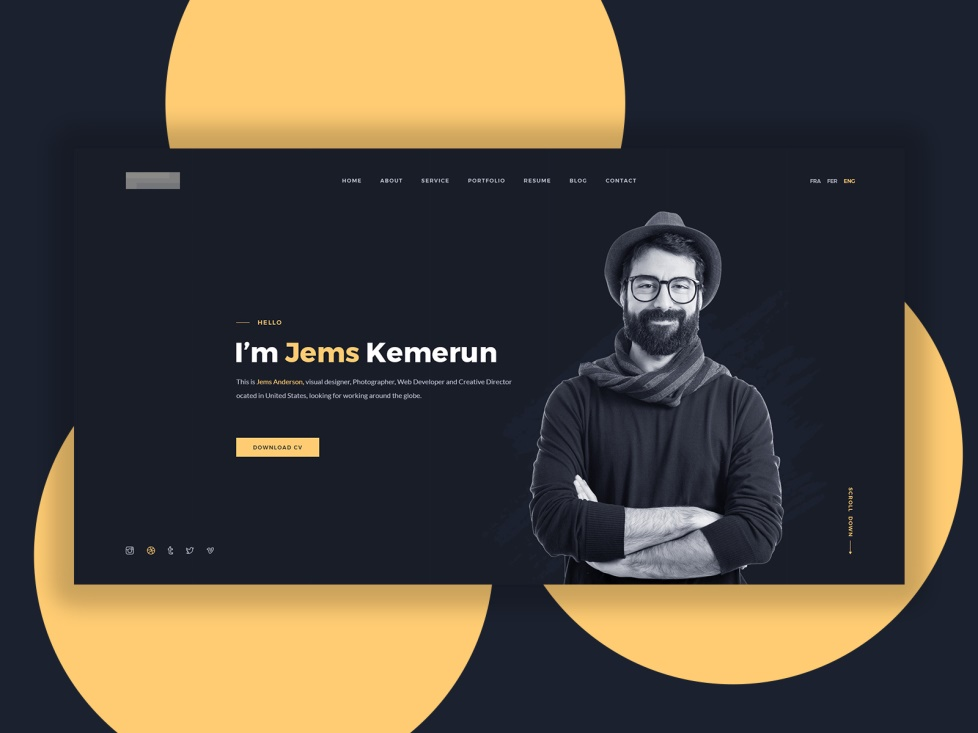 HOME ABOUT SERVICE PORTFOLIO RESUME BLOG CONTACT
FRA FER ENG
HELLO
I'm Jems Kemerun
This is Jems Anderson, visual designer, Photographer, Web Developer and Creative Director
ocated in United States, looking for working around the globe.
DOWNLOAD CV
SCROLL DOWN